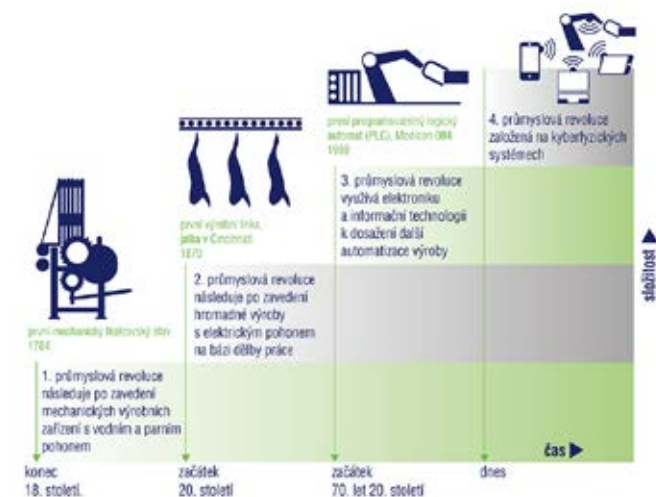 první mechanický tkalcovský stav
1784
1. průmyslová revoluce
následuje po zavedení
mechanických výrobních
zařízení s vodním a parním
pohonem
konec
18. století.
první výrobní linka,
jatka v Cincinnati
1870
2. průmyslová revoluce
následuje po zavedení
hromadné výroby
s elektrickým pohonem
na bázi dělby práce
začátek
20. století
první programovatelný logický
automat (PLC), Modicon 084
1969
3. průmyslová revoluce
využívá elektroniku
a informační technologii
k dosažení další
automatizace výroby
začátek
70. let 20. století
4. průmyslová revoluce
založená na kyberfyzických
systémech
dnes
složitost
čas